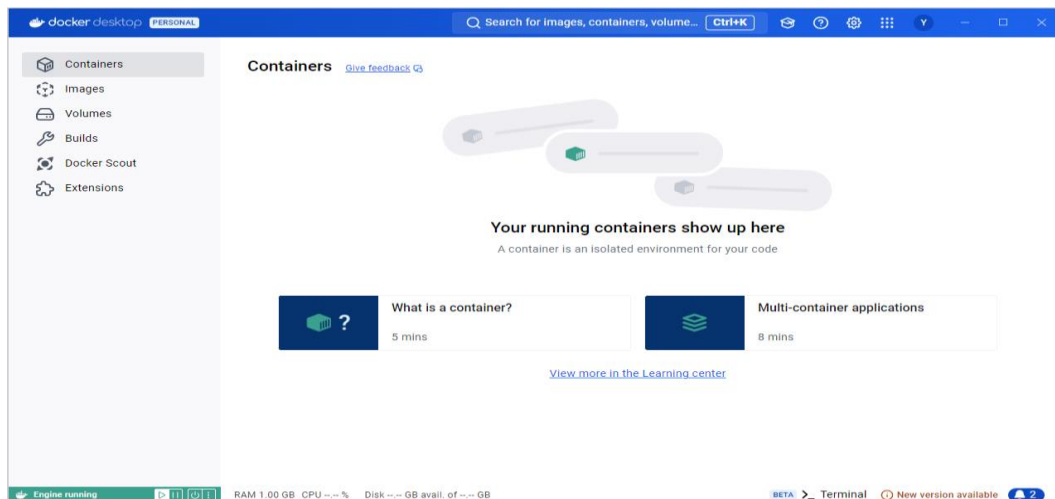 docker desktop PERSONAL
Search for images, containers, volume... Ctrl+K
Y
Containers
Images
Volumes
Builds
Docker Scout
Extensions
Containers Give feedback
Your running containers show up here
A container is an isolated environment for your code
?
What is a container?
5 mins
Multi-container applications
8 mins
View more in the Learning center
Engine running
RAM 1.00 GB CPU --.-- % Disk --.-- GB avail. of --.-- GB
BETA >_ Terminal
New version available
2